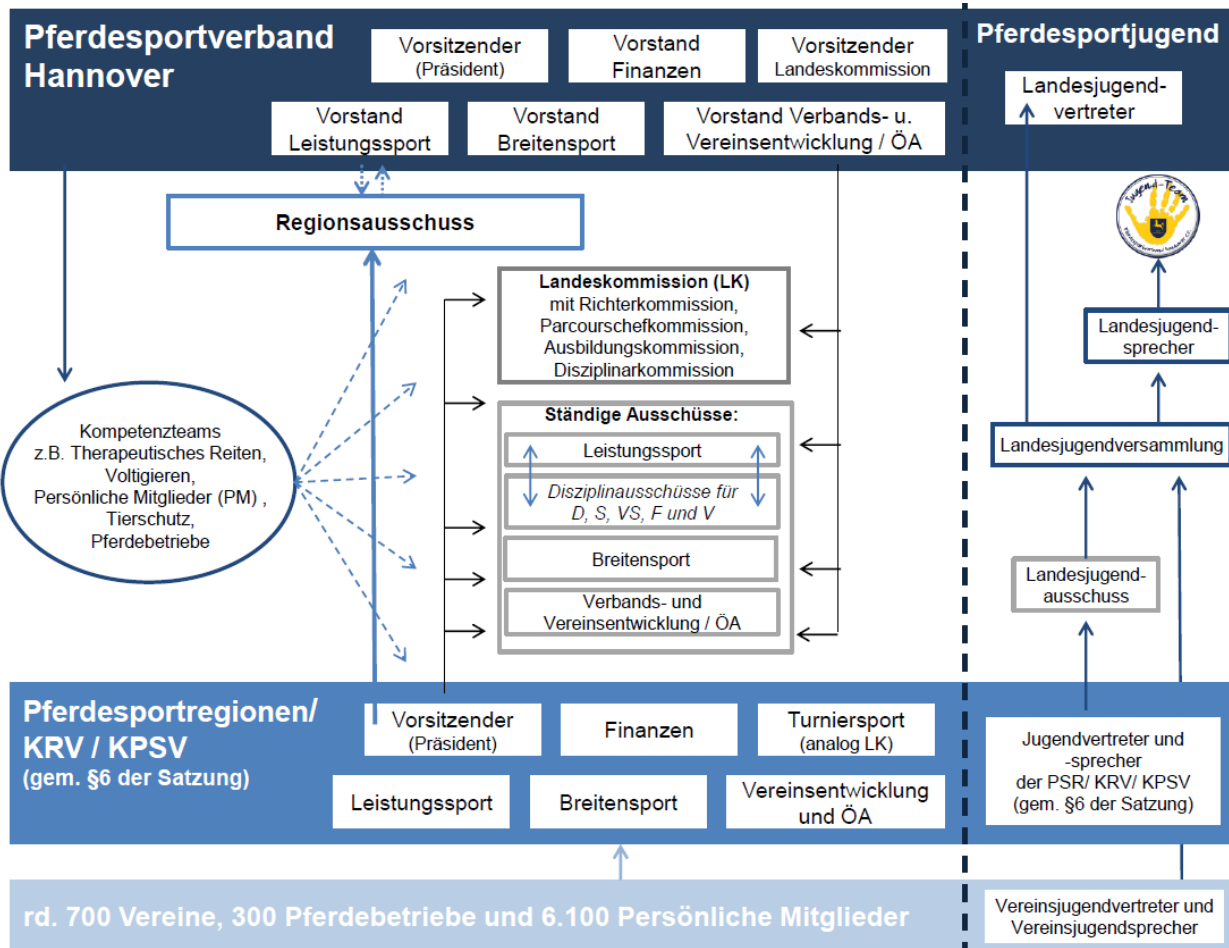 Pferdesportverband
Hannover
Vorsitzender
(Präsident)
Vorstand
Finanzen
Vorsitzender
Landeskommission
Vorstand
Leistungssport
Vorstand
Breitensport
Vorstand Verbands- u.
Vereinsentwicklung / ÖA
Pferdesportjugend
Landesjugend-
vertreter
Jugend-Team
Regionsausschuss
Landeskommission (LK)
mit Richterkommission,
Parcourschefkommission,
Ausbildungskommission,
Disziplinarkommission
Landesjugend-
sprecher
Kompetenzteams
z.B. Therapeutisches Reiten,
Voltigieren,
Persönliche Mitglieder (PM) ,
Tierschutz,
Pferdebetriebe
Ständige Ausschüsse:
Leistungssport
Disziplinausschüsse für
D, S, VS, F und V
Breitensport
Verbands- und
Vereinsentwicklung / ÖA
Landesjugendversammlung
Landesjugend-
ausschuss
Pferdesportregionen/
KRV / KPSV
(gem. §6 der Satzung)
Vorsitzender
(Präsident)
Finanzen
Turniersport
(analog LK)
Leistungssport
Breitensport
Vereinsentwicklung
und ÖA
Jugendvertreter und
-sprecher
der PSR/ KRV/ KPSV
(gem. §6 der Satzung)
rd. 700 Vereine, 300 Pferdebetriebe und 6.100 Persönliche Mitglieder
Vereinsjugendvertreter und
Vereinsjugendsprecher